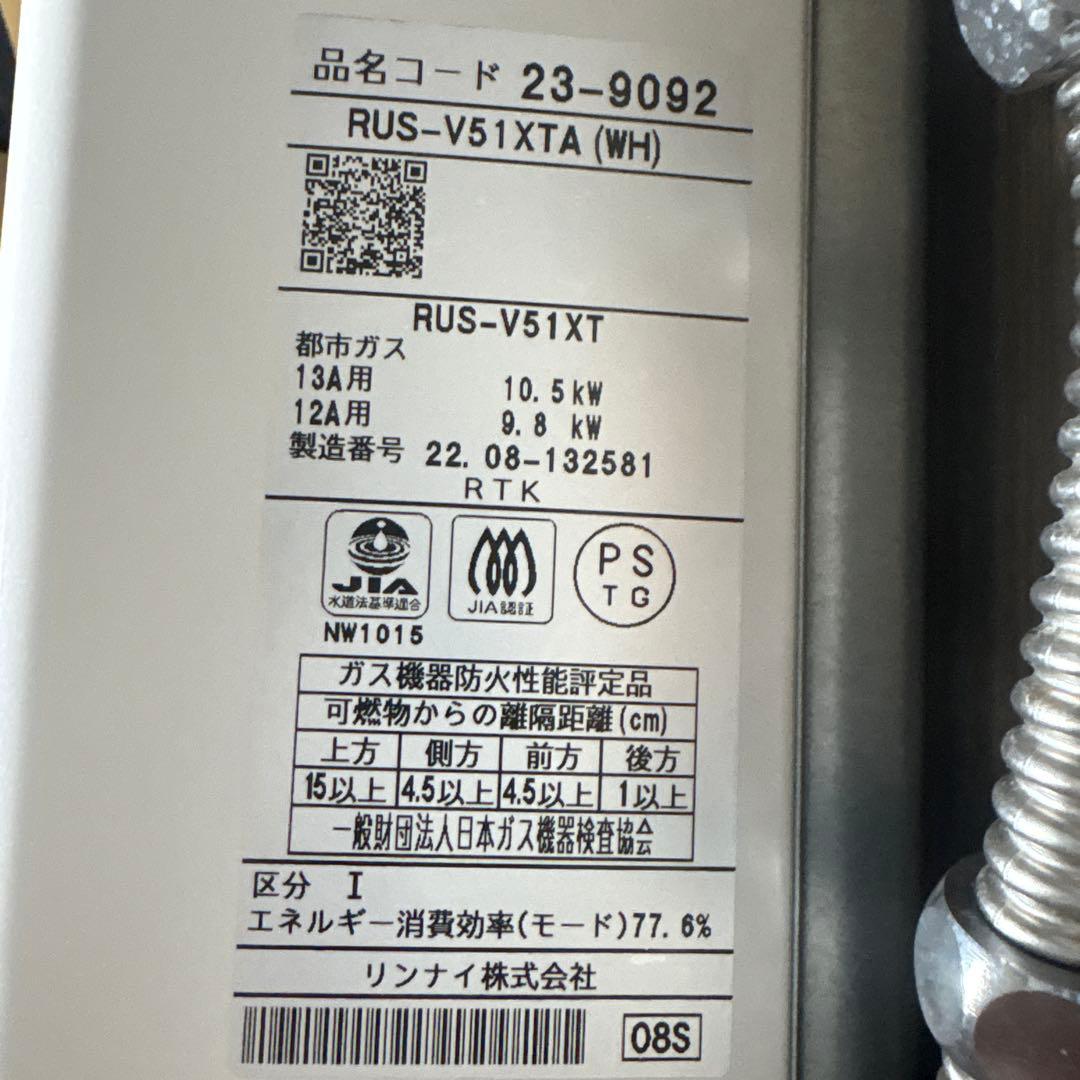 品名コード 23-9092
RUS-V51XTA (WH)
RUS-V51XT
都市ガス
13A用 10.5kW
12A用 9.8 kW
製造番号 22.08-132581
RTK
JIA
水道法基準適合
JIA認証
PS
TG
NW1015
ガス機器防火性能評定品
可燃物からの離隔距離(cm)
上方 側方 前方 後方
15以上 4.5以上 4.5以上 1以上
一般財団法人日本ガス機器検査協会
区分 I
エネルギー消費効率(モード)77.6%
リンナイ株式会社
08S